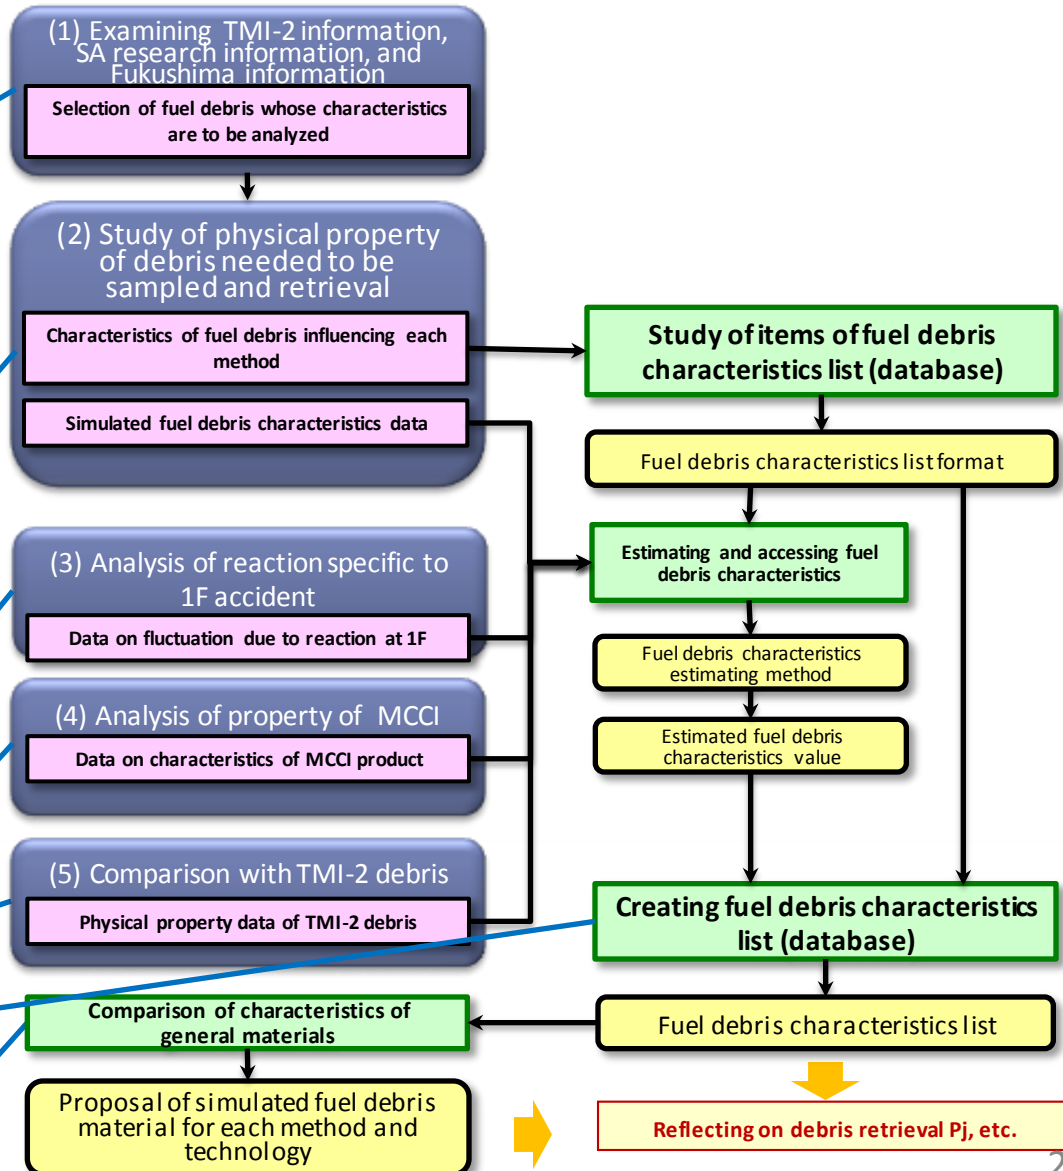 (1) Examining TMI-2 information,
SA research information, and
Fukushima information
Selection of fuel debris whose characteristics
are to be analyzed
(2) Study of physical property
of debris needed to be
sampled and retrieval
Characteristics of fuel debris influencing each
method
Simulated fuel debris characteristics data
(3) Analysis of reaction specific to
1F accident
Data on fluctuation due to reaction at 1F
(4) Analysis of property of MCCI
Data on characteristics of MCCI product
(5) Comparison with TMI-2 debris
Physical property data of TMI-2 debris
Study of items of fuel debris
characteristics list (database)
Fuel debris characteristics list format
Estimating and accessing fuel
debris characteristics
Fuel debris characteristics
estimating method
Estimated fuel debris
characteristics value
Creating fuel debris characteristics
list (database)
Fuel debris characteristics list
Comparison of characteristics of
general materials
Proposal of simulated fuel debris
material for each method and
technology
Reflecting on debris retrieval Pj, etc.
2